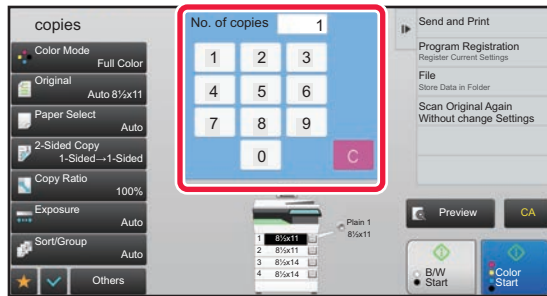 copies
Color Mode
Full Color
Original
Auto 8½x11
Paper Select
Auto
2-Sided Copy
1-Sided→1-Sided
Copy Ratio
100%
Exposure
Auto
Sort/Group
Auto
Others
No. of copies 1
1 2 3
4 5 6
7 8 9
0 C
Plain 1
8½x11
1 8½x11
2 8½x11
3 8½x14
4 8½x14
Send and Print
Program Registration
Register Current Settings
File
Store Data in Folder
Scan Original Again
Without change Settings
Preview
CA
B/W
Start
Color
Start